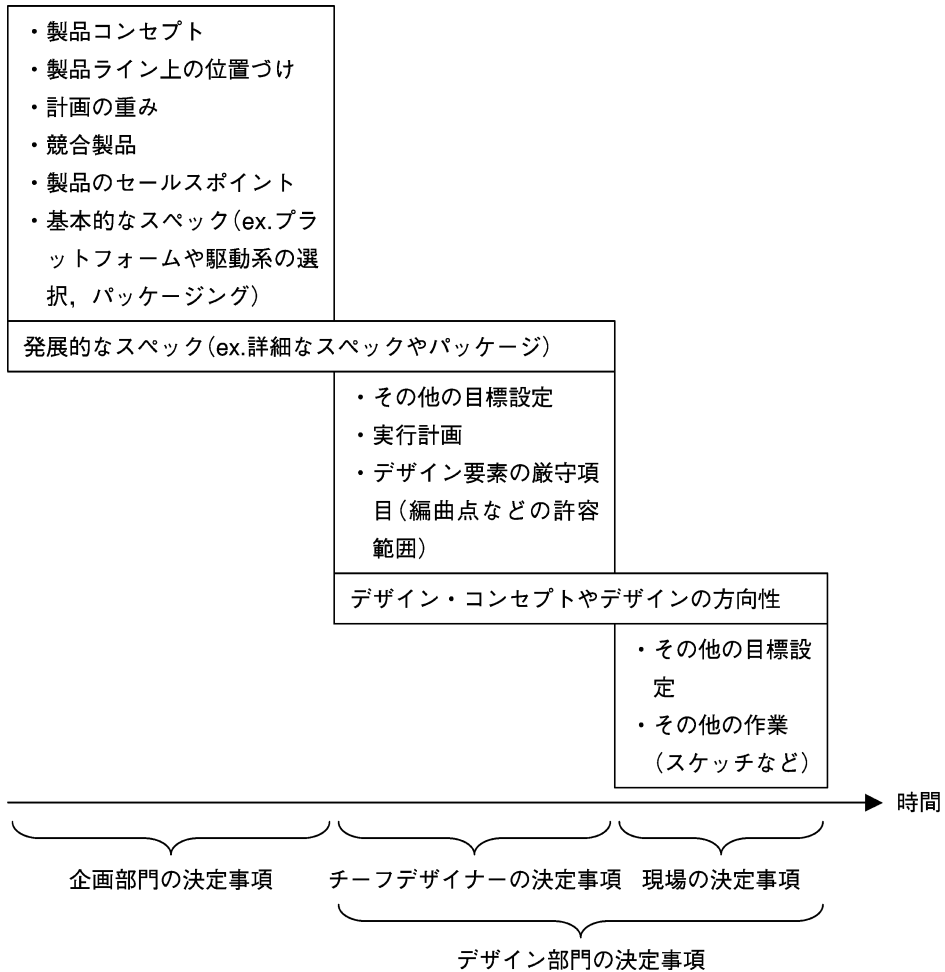 ・製品コンセプト
・製品ライン上の位置づけ
・計画の重み
・競合製品
・製品のセールスポイント
・基本的なスペック(ex.プラ
ットフォームや駆動系の選
択，パッケージング)
発展的なスペック(ex.詳細なスペックやパッケージ)
・その他の目標設定
・実行計画
・デザイン要素の厳守項
目(編曲点などの許容
範囲)
デザイン・コンセプトやデザインの方向性
・その他の目標設
定
・その他の作業
(スケッチなど)
時間
企画部門の決定事項
チーフデザイナーの決定事項
現場の決定事項
デザイン部門の決定事項